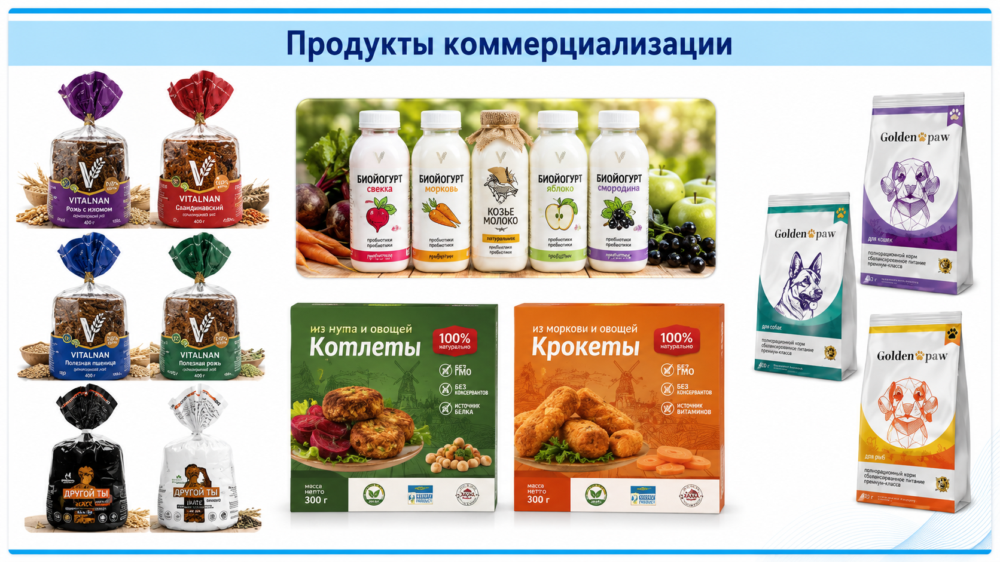 Продукты коммерциализации
VITALNAN
Рожь с изюмом
400 г
VITALNAN
Скандинавский
400 г
VITALNAN
Полезная пшеница
400 г
VITALNAN
Полезная рожь
400 г
ДРУГОЙ ТЫ
ДРУГОЙ ТЫ
БИОЙОГУРТ
свекка
пробиотики
пребиотики
БИОЙОГУРТ
морковь
пробиотики
пребиотики
КОЗЬЕ
МОЛОКО
пребиотики
БИОЙОГУРТ
яблоко
пробиотики
пребиотики
БИОЙОГУРТ
смородина
пробиотики
пребиотики
из нута и овощей
Котлеты
100%
натурально
БЕЗ
ГМО
БЕЗ
КОНСЕРВАНТОВ
ИСТОЧНИК
БЕЛКА
масса
нетто
300 г
из моркови и овощей
Крокеты
100%
натурально
БЕЗ
ГМО
БЕЗ
КОНСЕРВАНТОВ
ИСТОЧНИК
ВИТАМИНОВ
масса
нетто
300 г
Golden paw
для кошек
полнорационный корм
сбалансированное питание
премиум-класса
Golden paw
для собак
полнорационный корм
сбалансированное питание
премиум-класса
400 г
Golden paw
для рыб
полнорационный корм
сбалансированное питание
премиум-класса